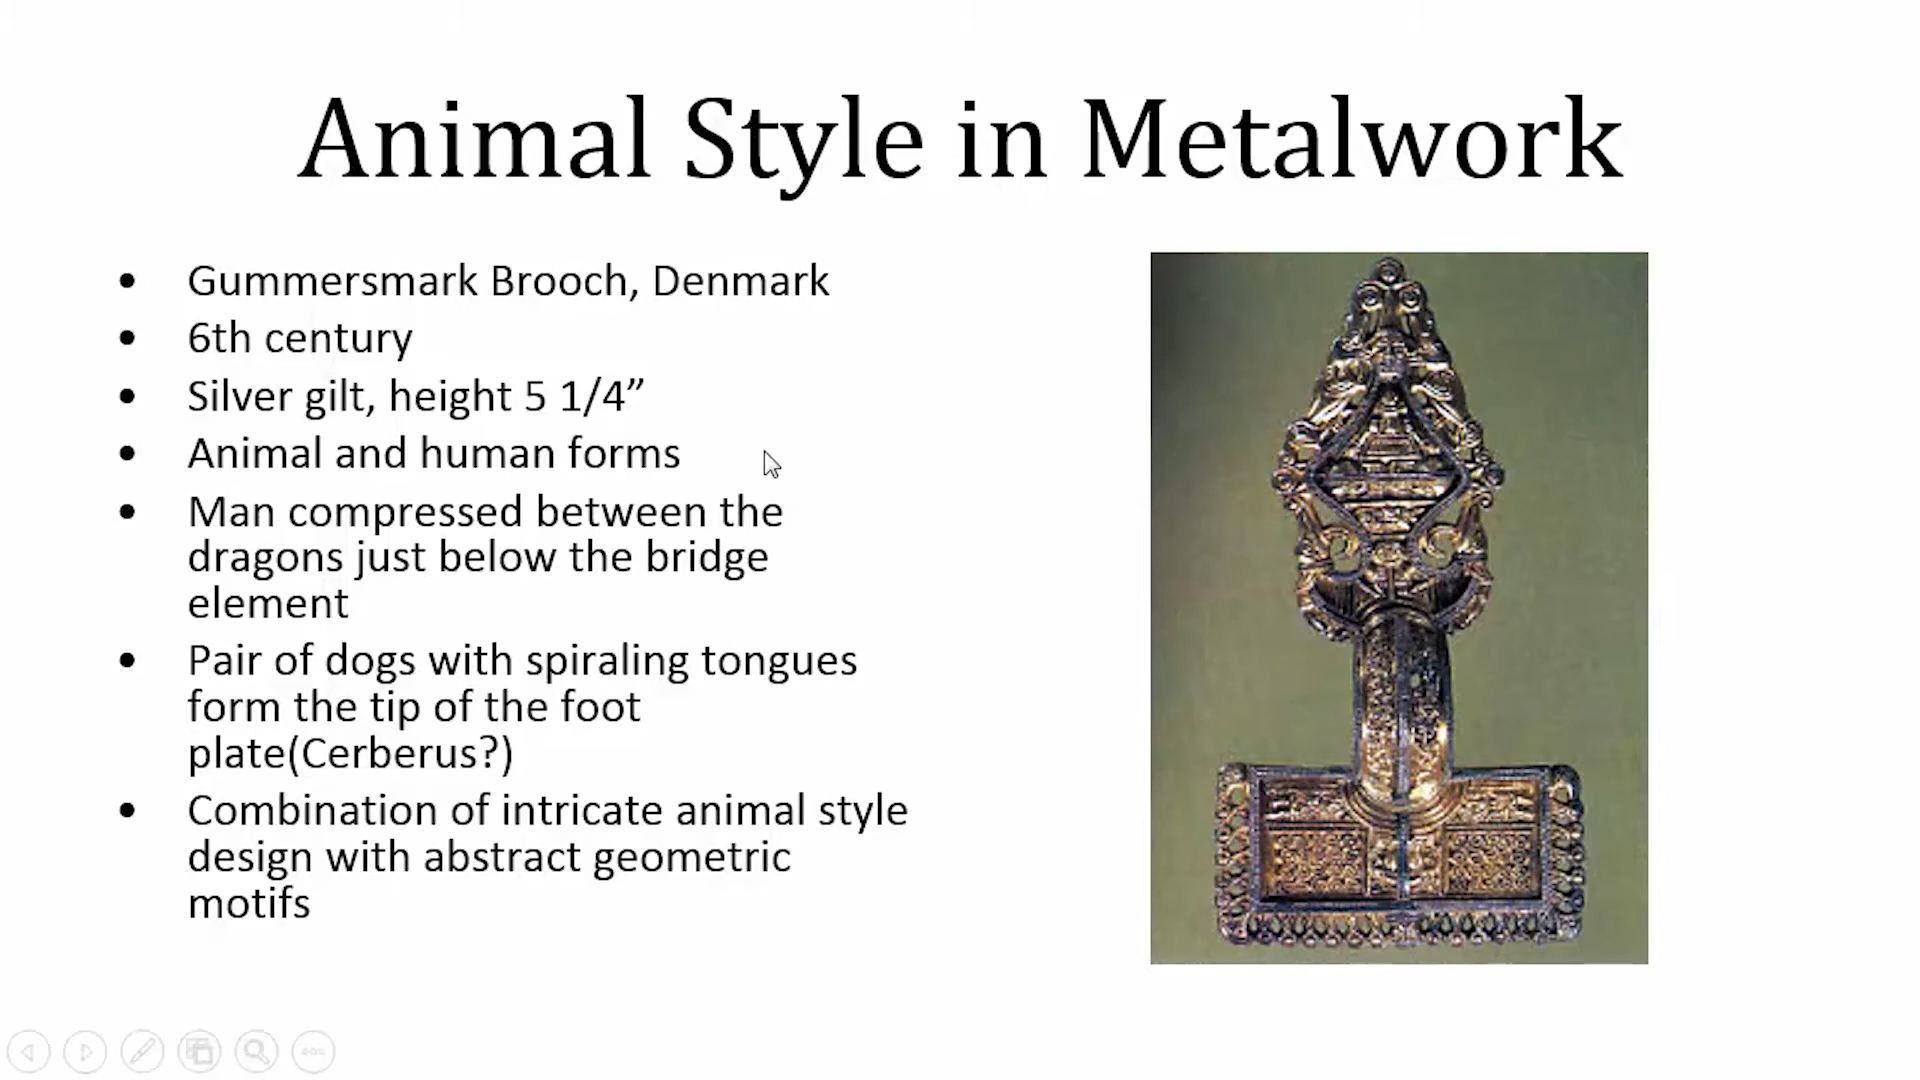 Animal Style in Metalwork
• Gummersmark Brooch, Denmark
• 6th century
• Silver gilt, height 5 1/4”
• Animal and human forms
• Man compressed between the
dragons just below the bridge
element
• Pair of dogs with spiraling tongues
form the tip of the foot
plate(Cerberus?)
• Combination of intricate animal style
design with abstract geometric
motifs